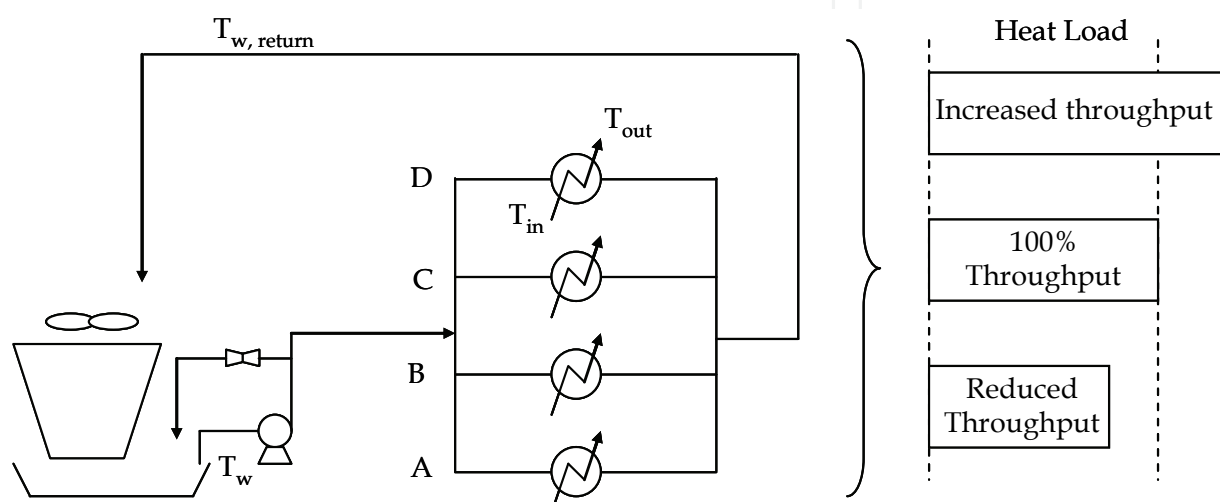 T_w, return
Heat Load
Increased throughput
T_out
D
T_in
100%
Throughput
C
B
Reduced
Throughput
A
T_w